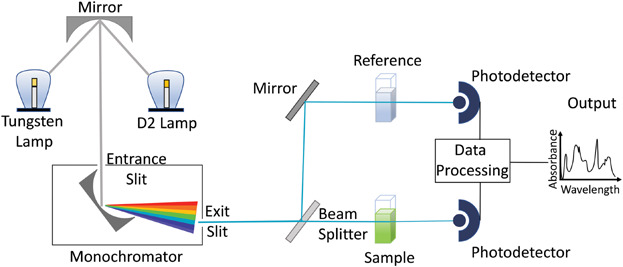 Mirror
Tungsten
Lamp
D2 Lamp
Entrance
Slit
Exit
Slit
Monochromator
Mirror
Beam
Splitter
Reference
Sample
Photodetector
Data
Processing
Photodetector
Output
Absorbance
Wavelength